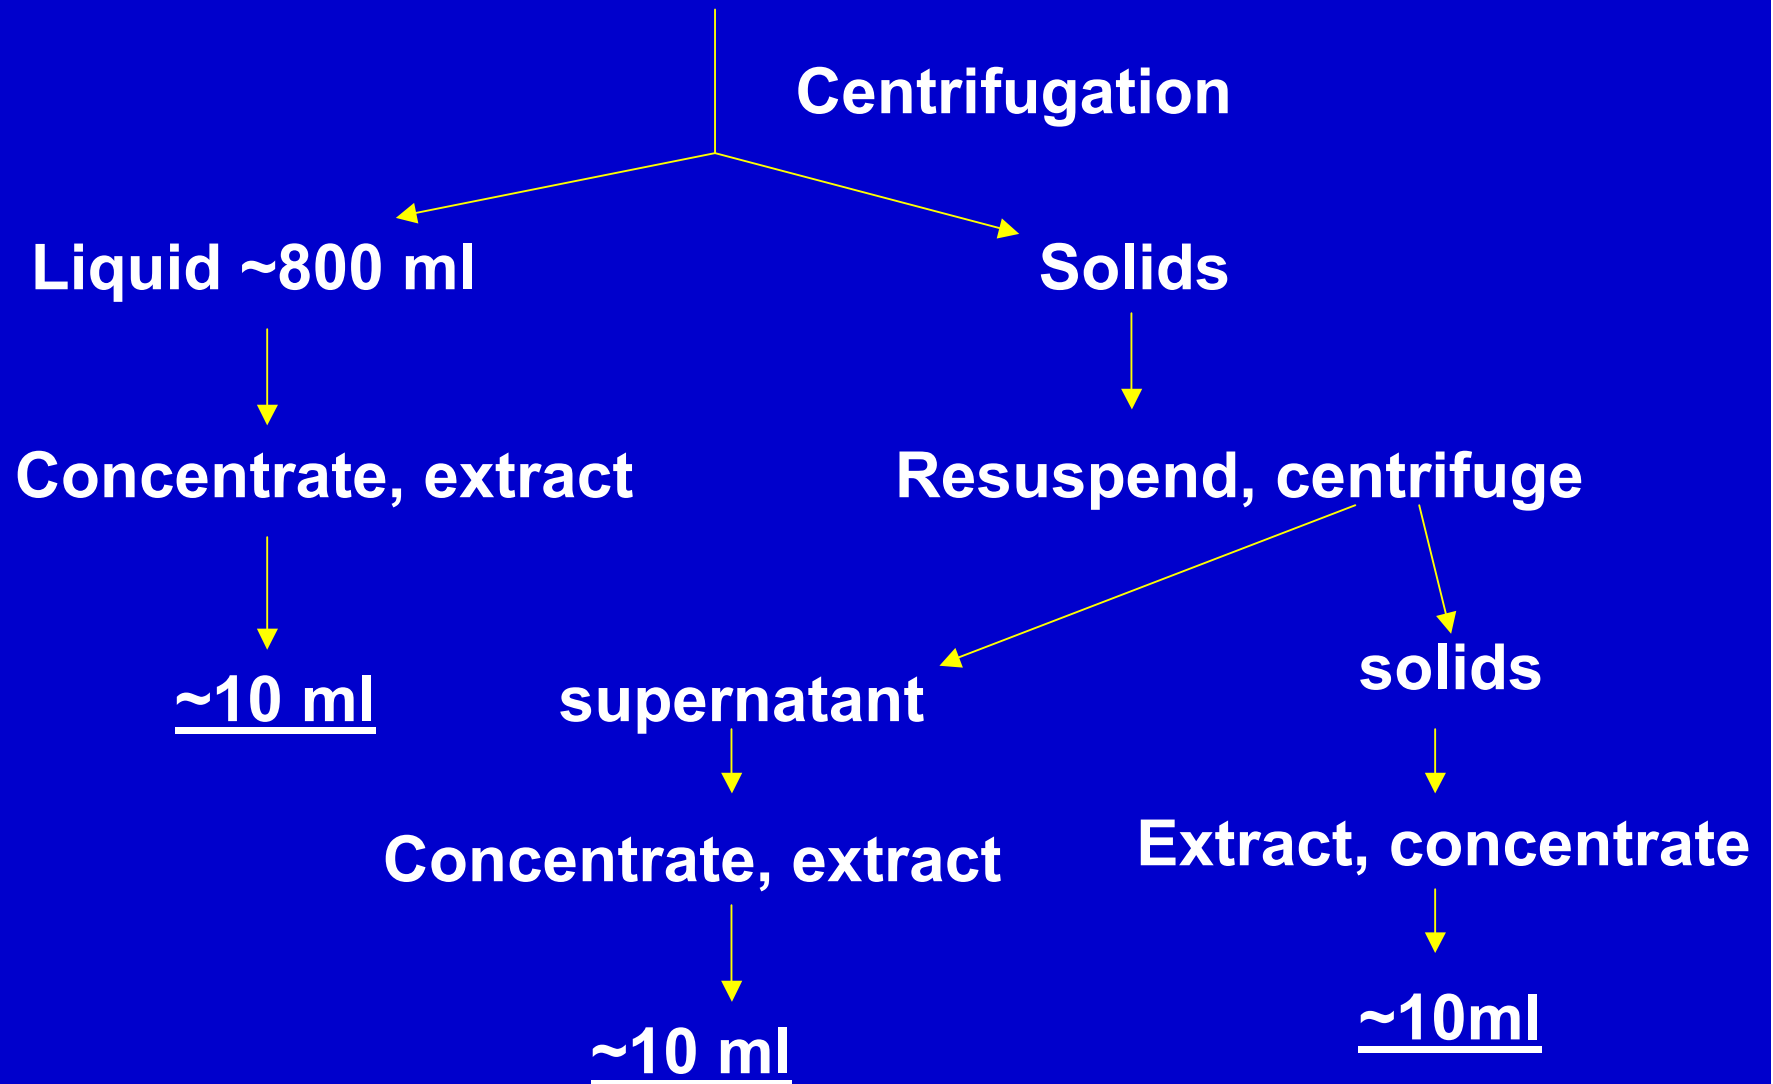 Centrifugation
Liquid ~800 ml
Solids
Concentrate, extract
Resuspend, centrifuge
~10 ml
supernatant
solids
Concentrate, extract
Extract, concentrate
~10 ml
~10ml